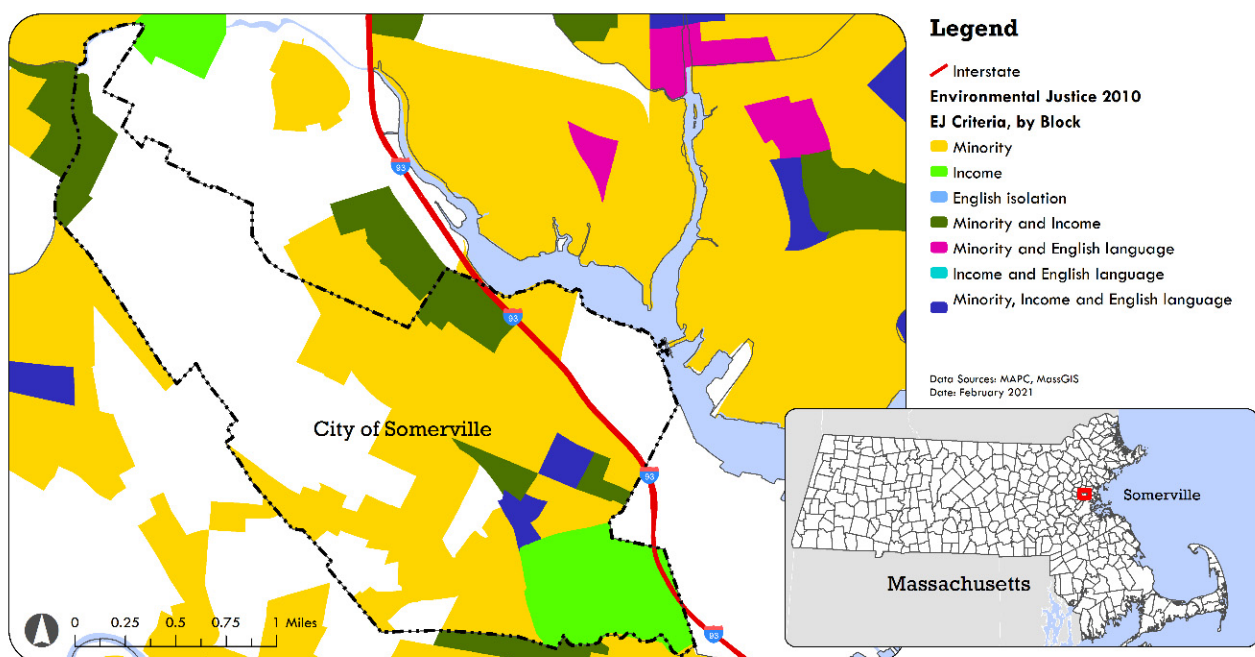 93
93
City of Somerville
93
93
0 0.25 0.5 1 Miles
Legend
Interstate
Environmental Justice 2010
EJ Criteria, by Block
Minority
Income
English isolation
Minority and Income
Minority and English language
Income and English language
Minority, Income and English language
Data Sources: MAPC, MassGIS
Date: February 2021
Somerville
Massachusetts